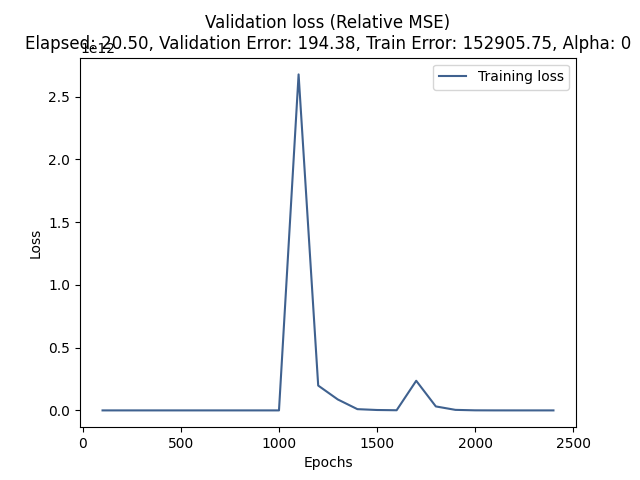 Validation loss (Relative MSE)
Elapsed: 20.50, Validation Error: 194.38, Train Error: 152905.75, Alpha: 0
1e12
Training loss
2.5
2.0
1.5
1.0
0.5
0.0
Loss
0
500
1000
1500
2000
2500
Epochs